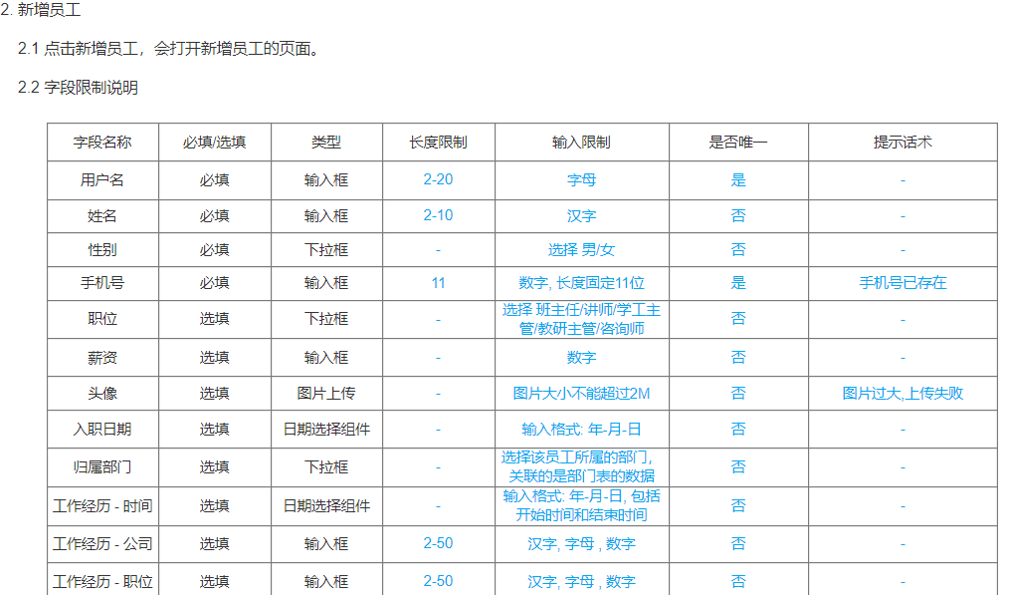 2. 新增员工
2.1 点击新增员工，会打开新增员工的页面。
2.2 字段限制说明
字段名称 必填/选填 类型 长度限制 输入限制 是否唯一 提示话术
用户名 必填 输入框 2-20 字母 是 -
姓名 必填 输入框 2-10 汉字 否 -
性别 必填 下拉框 - 选择 男/女 否 -
手机号 必填 输入框 11 数字, 长度固定11位 是 手机号已存在
职位 选填 下拉框 - 选择 班主任/讲师/学工主
管/教研主管/咨询师 否 -
薪资 选填 输入框 - 数字 否 -
头像 选填 图片上传 - 图片大小不能超过2M 否 图片过大,上传失败
入职日期 选填 日期选择组件 - 输入格式: 年-月-日 否 -
归属部门 选填 下拉框 - 选择该员工所属的部门，
关联的是部门表的数据 否 -
工作经历 - 时间 选填 日期选择组件 - 输入格式: 年-月-日, 包括
开始时间和结束时间 否 -
工作经历 - 公司 选填 输入框 2-50 汉字, 字母 , 数字 否 -
工作经历 - 职位 选填 输入框 2-50 汉字, 字母 , 数字 否 -